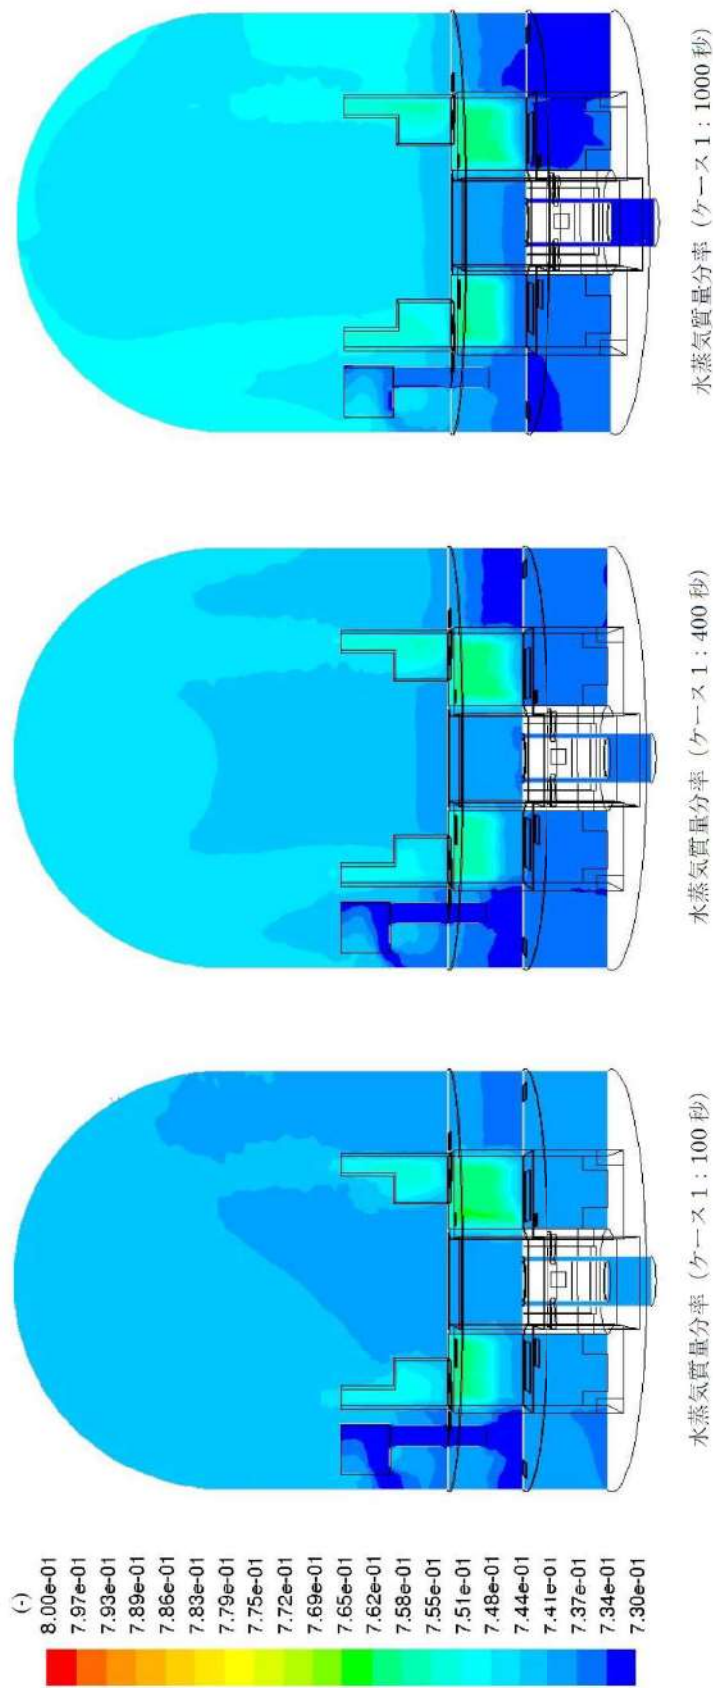 (-)
8.00e-01
7.97e-01
7.93e-01
7.89e-01
7.86e-01
7.83e-01
7.79e-01
7.75e-01
7.72e-01
7.69e-01
7.65e-01
7.62e-01
7.58e-01
7.55e-01
7.51e-01
7.48e-01
7.44e-01
7.41e-01
7.37e-01
7.34e-01
7.30e-01
水蒸気質量分率（ケース1：100秒）
水蒸気質量分率（ケース1：400秒）
水蒸気質量分率（ケース1：1000秒）